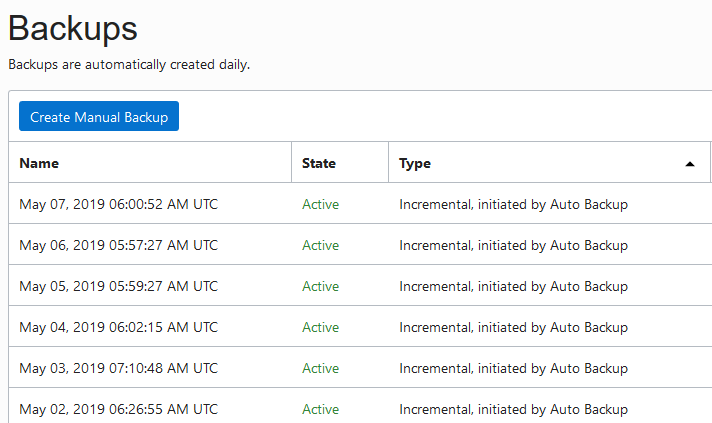 Backups
Backups are automatically created daily.
Create Manual Backup
Name State Type
May 07, 2019 06:00:52 AM UTC Active Incremental, initiated by Auto Backup
May 06, 2019 05:57:27 AM UTC Active Incremental, initiated by Auto Backup
May 05, 2019 05:59:27 AM UTC Active Incremental, initiated by Auto Backup
May 04, 2019 06:02:15 AM UTC Active Incremental, initiated by Auto Backup
May 03, 2019 07:10:48 AM UTC Active Incremental, initiated by Auto Backup
May 02, 2019 06:26:55 AM UTC Active Incremental, initiated by Auto Backup